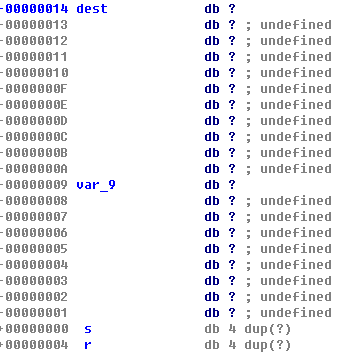 -00000014 dest db ?
-00000013 db ? ; undefined
-00000012 db ? ; undefined
-00000011 db ? ; undefined
-00000010 db ? ; undefined
-0000000F db ? ; undefined
-0000000E db ? ; undefined
-0000000D db ? ; undefined
-0000000C db ? ; undefined
-0000000B db ? ; undefined
-0000000A db ? ; undefined
-00000009 var_9 db ?
-00000008 db ? ; undefined
-00000007 db ? ; undefined
-00000006 db ? ; undefined
-00000005 db ? ; undefined
-00000004 db ? ; undefined
-00000003 db ? ; undefined
-00000002 db ? ; undefined
-00000001 db ? ; undefined
+00000000 s db 4 dup(?)
+00000004 r db 4 dup(?)